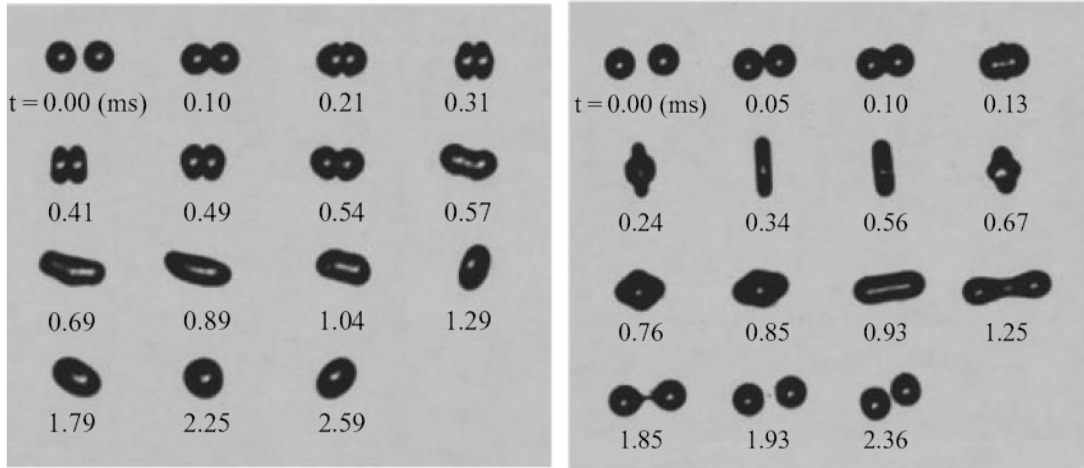 t = 0.00 (ms) 0.10 0.21 0.31
0.41 0.49 0.54 0.57
0.69 0.89 1.04 1.29
1.79 2.25 2.59
t = 0.00 (ms) 0.05 0.10 0.13
0.24 0.34 0.56 0.67
0.76 0.85 0.93 1.25
1.85 1.93 2.36